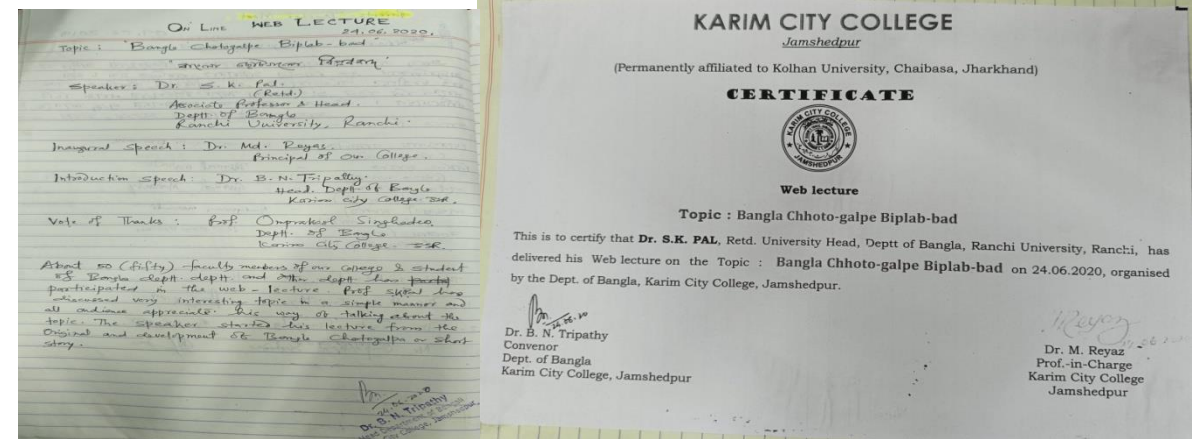 On Line WEB LECTURE
24.06.2020.
Topic : "Bangla Chotogalpe Biplab-bad"
Speaker : Dr. S. K. Pal.
(Retd.)
Associate Professor & Head.
Deptt. of Bangla
Ranchi University, Ranchi.
Inaugural Speech : Dr. Md. Reyaz.
Principal of Our College.
Introduction Speech : Dr. B. N. Tripathy.
Head. Deptt of Bangla
Karim City College JSR.
Vote of Thanks : Prof Omprakash Singhadeo
Deptt. of Bangla
Karim City College. JSR.
About 50 (fifty) faculty members of our College & student
of Bangla deptt. and other deptt.
participated in the web-lecture. Prof has
discussed very interesting topic in a simple manner and
all audience appreciate his way of talking about the
topic. The Speaker started his lecture from the
Original and development of Bangla Chotogalpa or Short
Story.
24.06.2020
Dr. B. N. Tripathy
City College, Jamshedpur
KARIM CITY COLLEGE
Jamshedpur
(Permanently affiliated to Kolhan University, Chaibasa, Jharkhand)
CERTIFICATE
KARIM CITY COLLEGE
JAMSHEDPUR
Web lecture
Topic : Bangla Chhoto-galpe Biplab-bad
This is to certify that Dr. S.K. PAL, Retd. University Head, Deptt of Bangla, Ranchi University, Ranchi, has
delivered his Web lecture on the Topic : Bangla Chhoto-galpe Biplab-bad on 24.06.2020, organised
by the Dept. of Bangla, Karim City College, Jamshedpur.
Dr. B. N. Tripathy
Convenor
Dept. of Bangla
Karim City College, Jamshedpur
Dr. M. Reyaz
Prof.-in-Charge
Karim City College
Jamshedpur